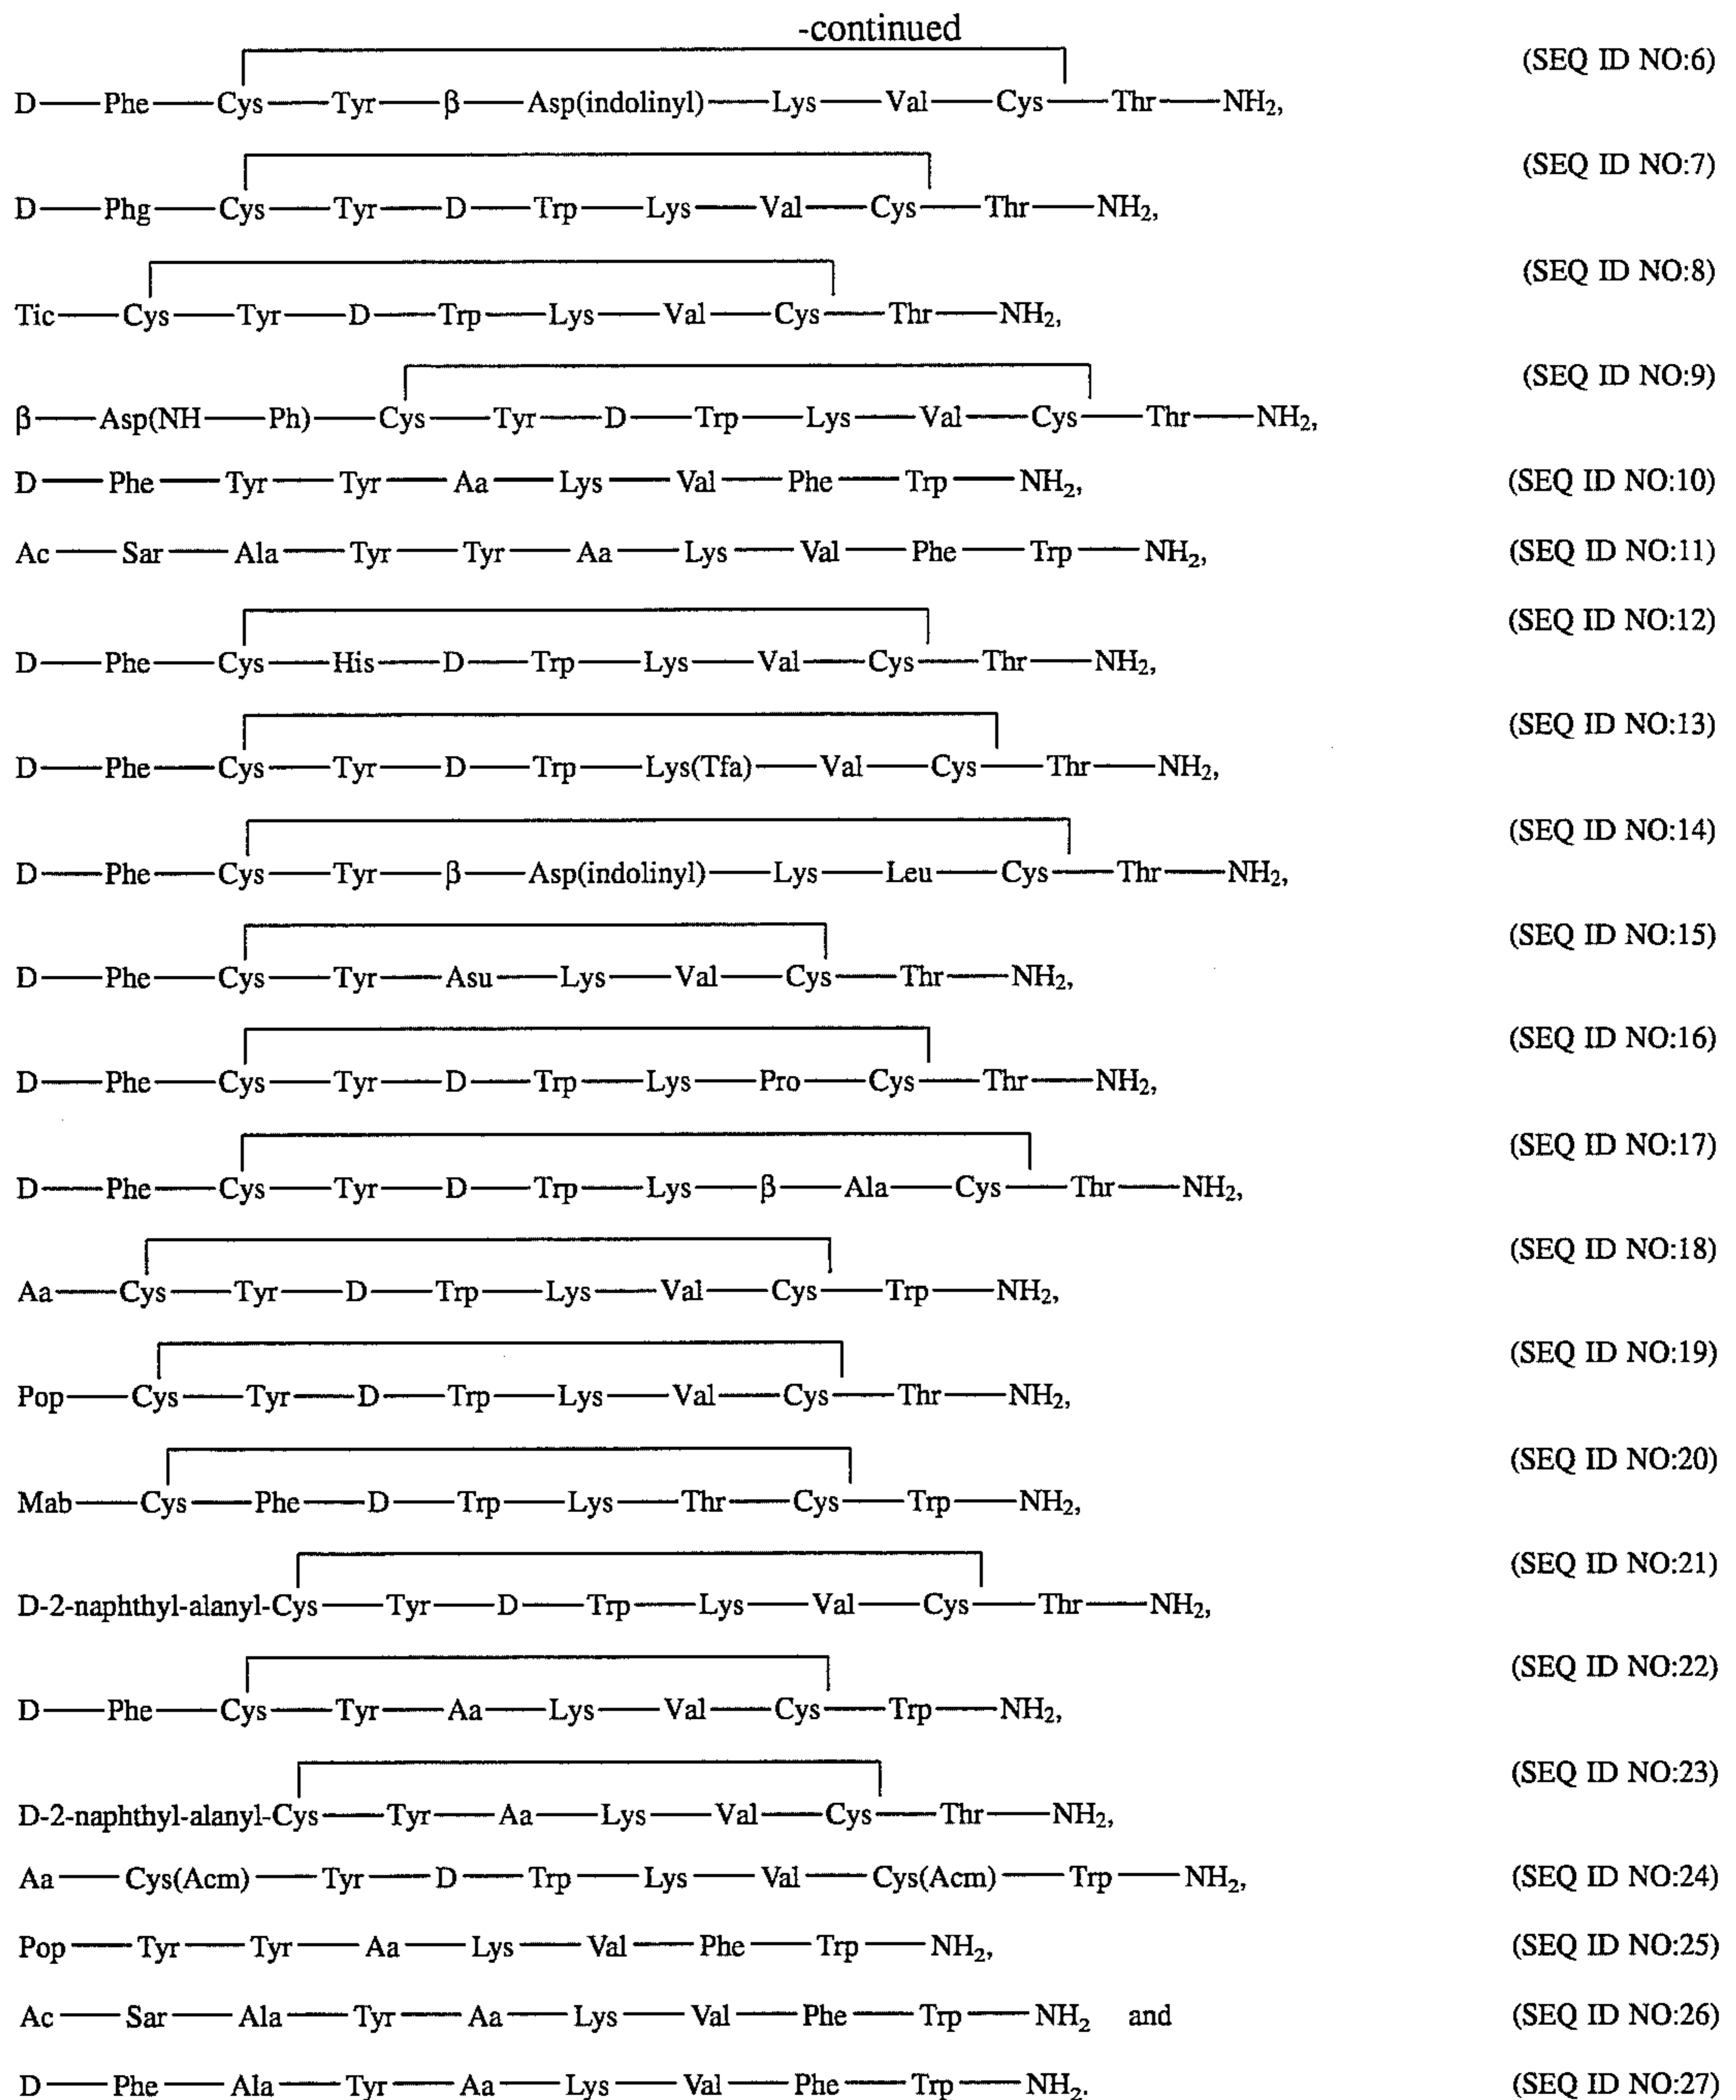 -continued
D—Phe—Cys—Tyr—β—Asp(indolinyl)—Lys—Val—Cys—Thr—NH₂, (SEQ ID NO:6)
D—Phg—Cys—Tyr—D—Trp—Lys—Val—Cys—Thr—NH₂, (SEQ ID NO:7)
Tic—Cys—Tyr—D—Trp—Lys—Val—Cys—Thr—NH₂, (SEQ ID NO:8)
β—Asp(NH—Ph)—Cys—Tyr—D—Trp—Lys—Val—Cys—Thr—NH₂, (SEQ ID NO:9)
D—Phe—Tyr—Tyr—Aa—Lys—Val—Phe—Trp—NH₂, (SEQ ID NO:10)
Ac—Sar—Ala—Tyr—Tyr—Aa—Lys—Val—Phe—Trp—NH₂, (SEQ ID NO:11)
D—Phe—Cys—His—D—Trp—Lys—Val—Cys—Thr—NH₂, (SEQ ID NO:12)
D—Phe—Cys—Tyr—D—Trp—Lys(Tfa)—Val—Cys—Thr—NH₂, (SEQ ID NO:13)
D—Phe—Cys—Tyr—β—Asp(indolinyl)—Lys—Leu—Cys—Thr—NH₂, (SEQ ID NO:14)
D—Phe—Cys—Tyr—Asu—Lys—Val—Cys—Thr—NH₂, (SEQ ID NO:15)
D—Phe—Cys—Tyr—D—Trp—Lys—Pro—Cys—Thr—NH₂, (SEQ ID NO:16)
D—Phe—Cys—Tyr—D—Trp—Lys—β—Ala—Cys—Thr—NH₂, (SEQ ID NO:17)
Aa—Cys—Tyr—D—Trp—Lys—Val—Cys—Trp—NH₂, (SEQ ID NO:18)
Pop—Cys—Tyr—D—Trp—Lys—Val—Cys—Thr—NH₂, (SEQ ID NO:19)
Mab—Cys—Phe—D—Trp—Lys—Thr—Cys—Trp—NH₂, (SEQ ID NO:20)
D-2-naphthyl-alanyl-Cys—Tyr—D—Trp—Lys—Val—Cys—Thr—NH₂, (SEQ ID NO:21)
D—Phe—Cys—Tyr—Aa—Lys—Val—Cys—Trp—NH₂, (SEQ ID NO:22)
D-2-naphthyl-alanyl-Cys—Tyr—Aa—Lys—Val—Cys—Thr—NH₂, (SEQ ID NO:23)
Aa—Cys(Acm)—Tyr—D—Trp—Lys—Val—Cys(Acm)—Trp—NH₂, (SEQ ID NO:24)
Pop—Tyr—Tyr—Aa—Lys—Val—Phe—Trp—NH₂, (SEQ ID NO:25)
Ac—Sar—Ala—Tyr—Aa—Lys—Val—Phe—Trp—NH₂ and (SEQ ID NO:26)
D—Phe—Ala—Tyr—Aa—Lys—Val—Phe—Trp—NH₂. (SEQ ID NO:27)